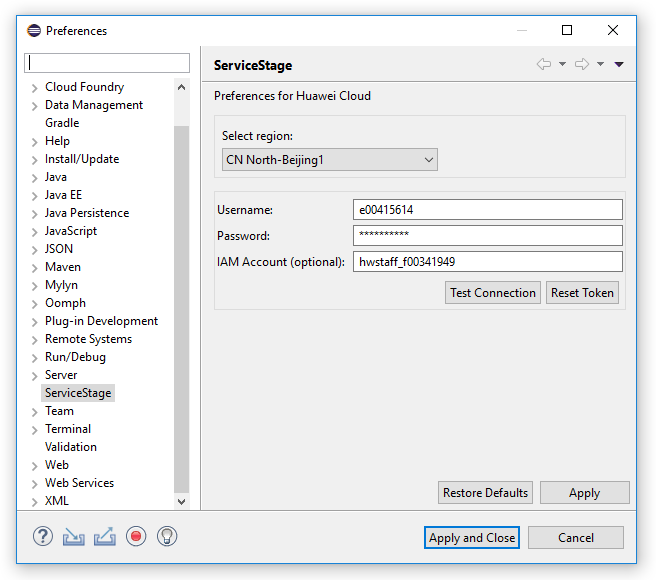 Preferences
Cloud Foundry
Data Management
Gradle
Help
Install/Update
Java
Java EE
Java Persistence
JavaScript
JSON
Maven
Mylyn
Oomph
Plug-in Development
Remote Systems
Run/Debug
Server
ServiceStage
Team
Terminal
Validation
Web
Web Services
XML
ServiceStage
Preferences for Huawei Cloud
Select region:
CN North-Beijing1
Username: e00415614
Password: **********
IAM Account (optional): hwstaff_f00341949
Test Connection Reset Token
Restore Defaults Apply
? Apply and Close Cancel